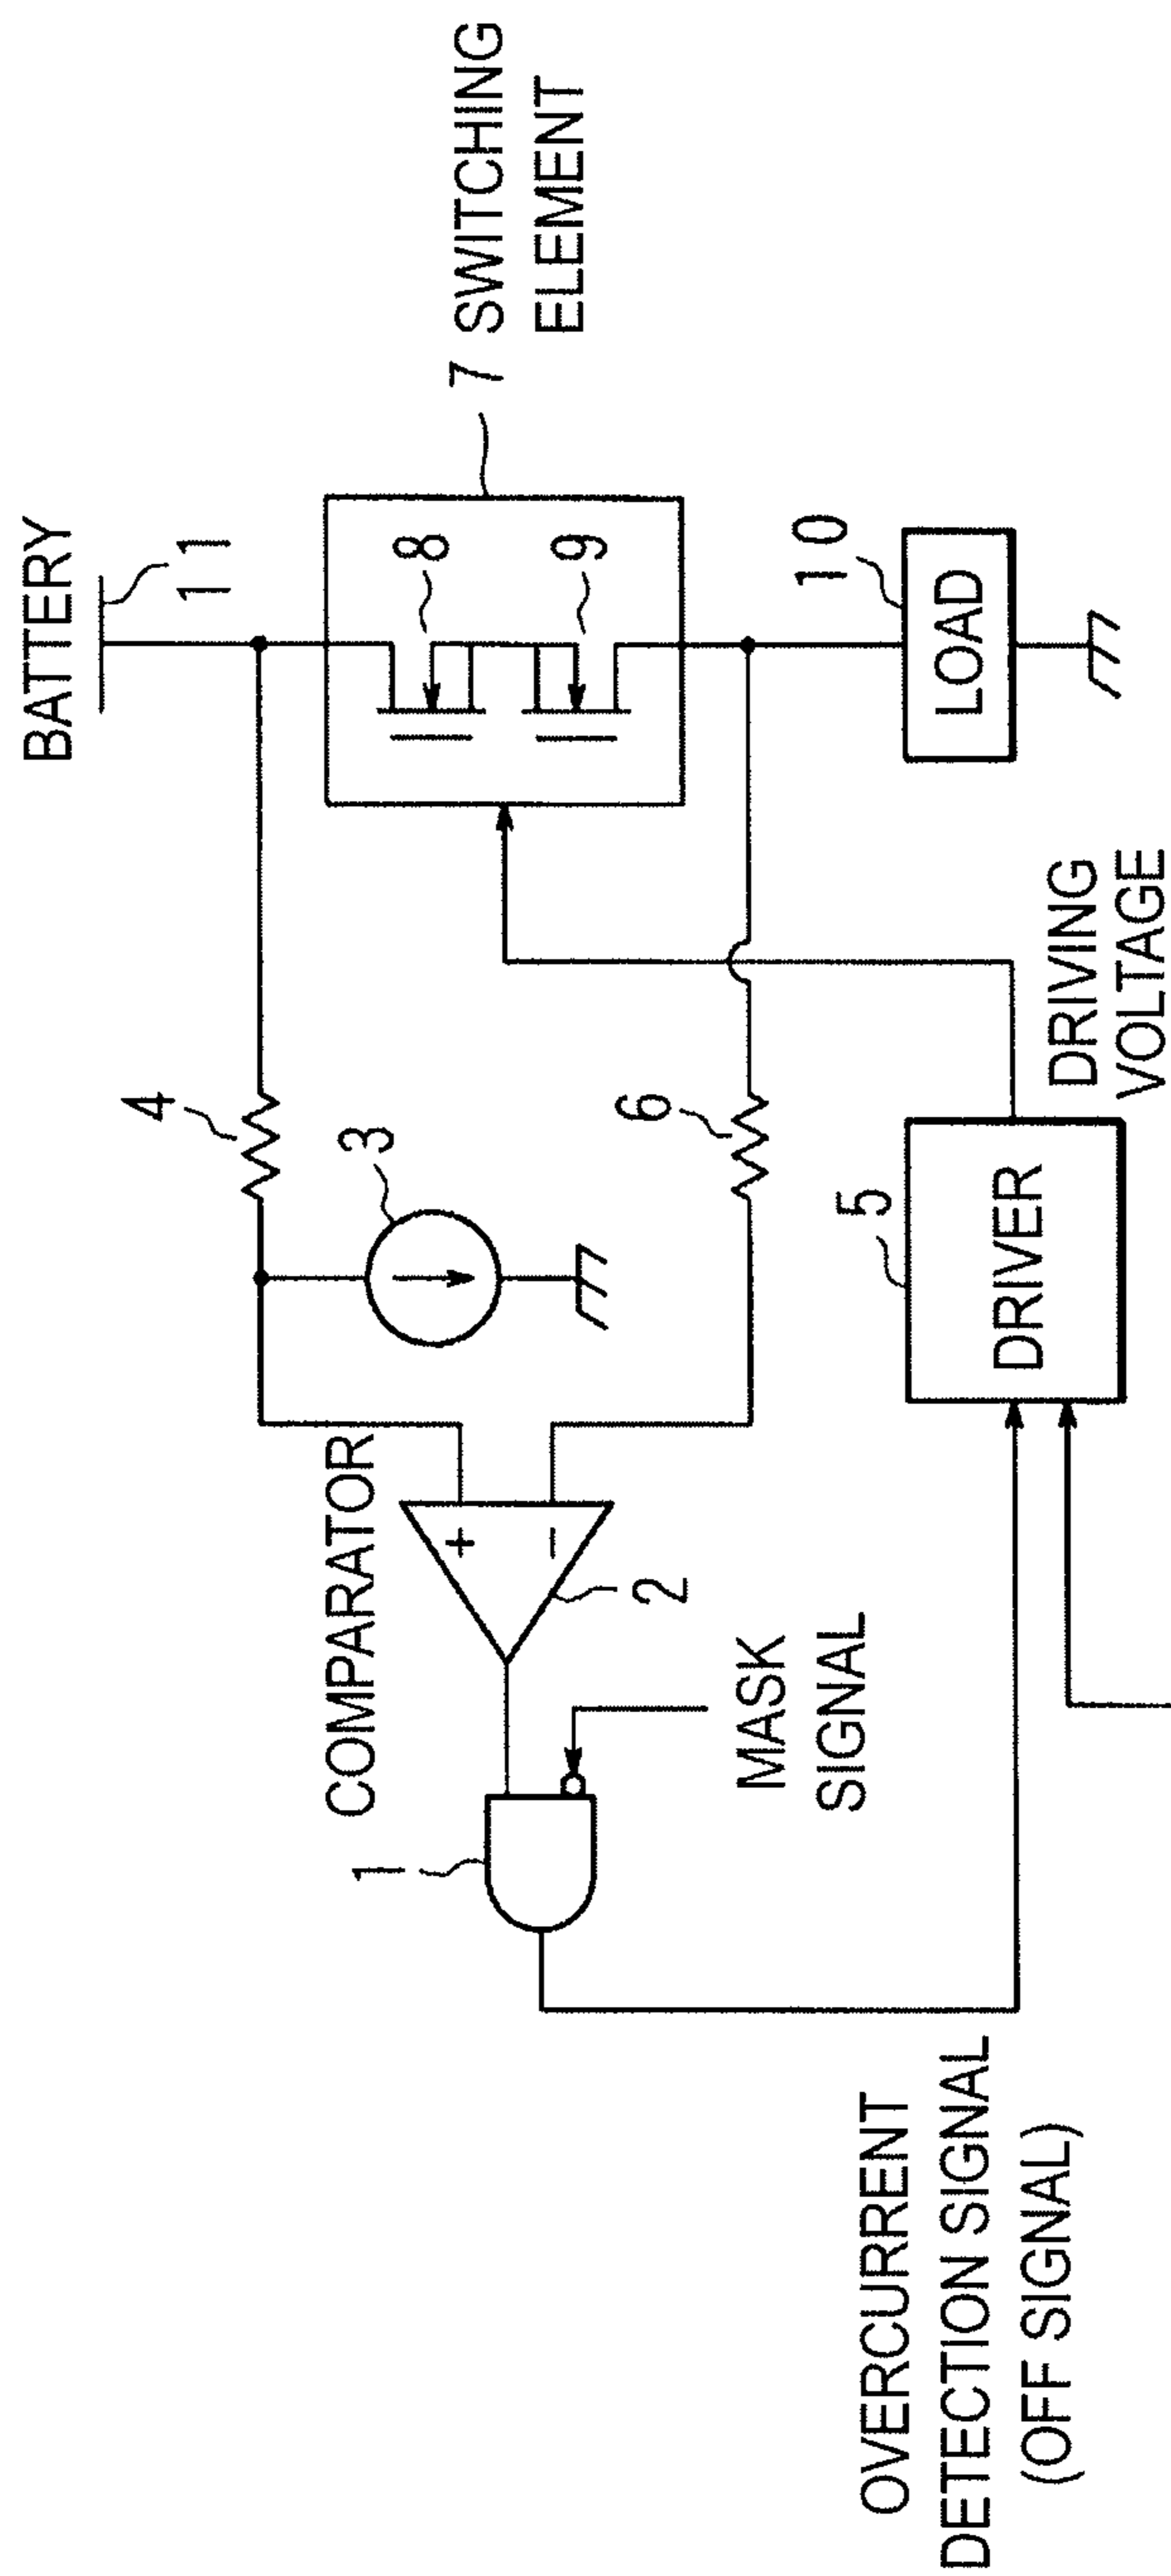 BATTERY
11
7 SWITCHING
ELEMENT
8
9
4
3
6
10
LOAD
COMPARATOR
+
−
2
1
MASK
SIGNAL
5
DRIVER
DRIVING
VOLTAGE
OVERCURRENT
DETECTION SIGNAL
(OFF SIGNAL)